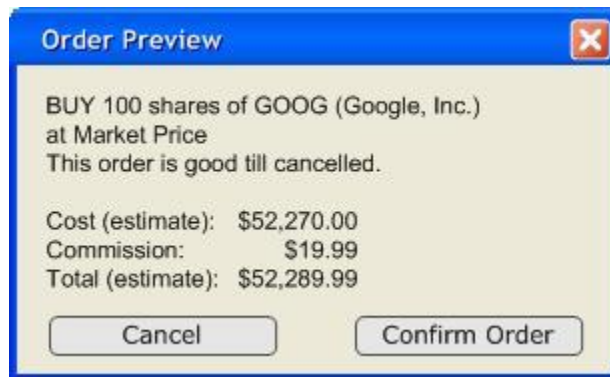 Order Preview
BUY 100 shares of GOOG (Google, Inc.)
at Market Price
This order is good till cancelled.
Cost (estimate): $52,270.00
Commission: $19.99
Total (estimate): $52,289.99
Cancel Confirm Order